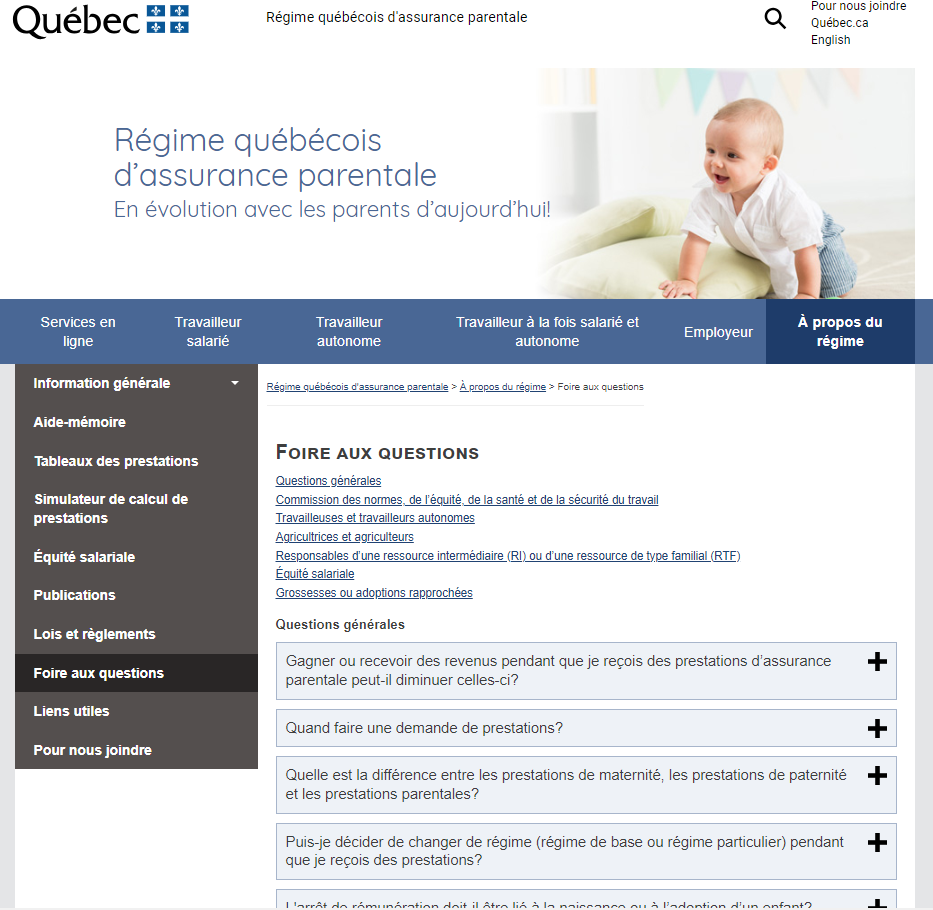 Québec
Régime québécois d'assurance parentale
Pour nous joindre
Québec.ca
English
Régime québécois
d’assurance parentale
En évolution avec les parents d’aujourd’hui!
Services en
ligne
Travailleur
salarié
Travailleur
autonome
Travailleur à la fois salarié et
autonome
Employeur
À propos du
régime
Information générale
Aide-mémoire
Tableaux des prestations
Simulateur de calcul de
prestations
Équité salariale
Publications
Lois et règlements
Foire aux questions
Liens utiles
Pour nous joindre
Régime québécois d'assurance parentale > À propos du régime > Foire aux questions
Foire aux questions
Questions générales
Commission des normes, de l’équité, de la santé et de la sécurité du travail
Travailleuses et travailleurs autonomes
Agricultrices et agriculteurs
Responsables d’une ressource intermédiaire (RI) ou d’une ressource de type familial (RTF)
Équité salariale
Grossesses ou adoptions rapprochées
Questions générales
Gagner ou recevoir des revenus pendant que je reçois des prestations d’assurance
parentale peut-il diminuer celles-ci?
Quand faire une demande de prestations?
Quelle est la différence entre les prestations de maternité, les prestations de paternité
et les prestations parentales?
Puis-je décider de changer de régime (régime de base ou régime particulier) pendant
que je reçois des prestations?
L'arrêt de rémunération doit-il être lié à la naissance ou à l’adoption d’un enfant?